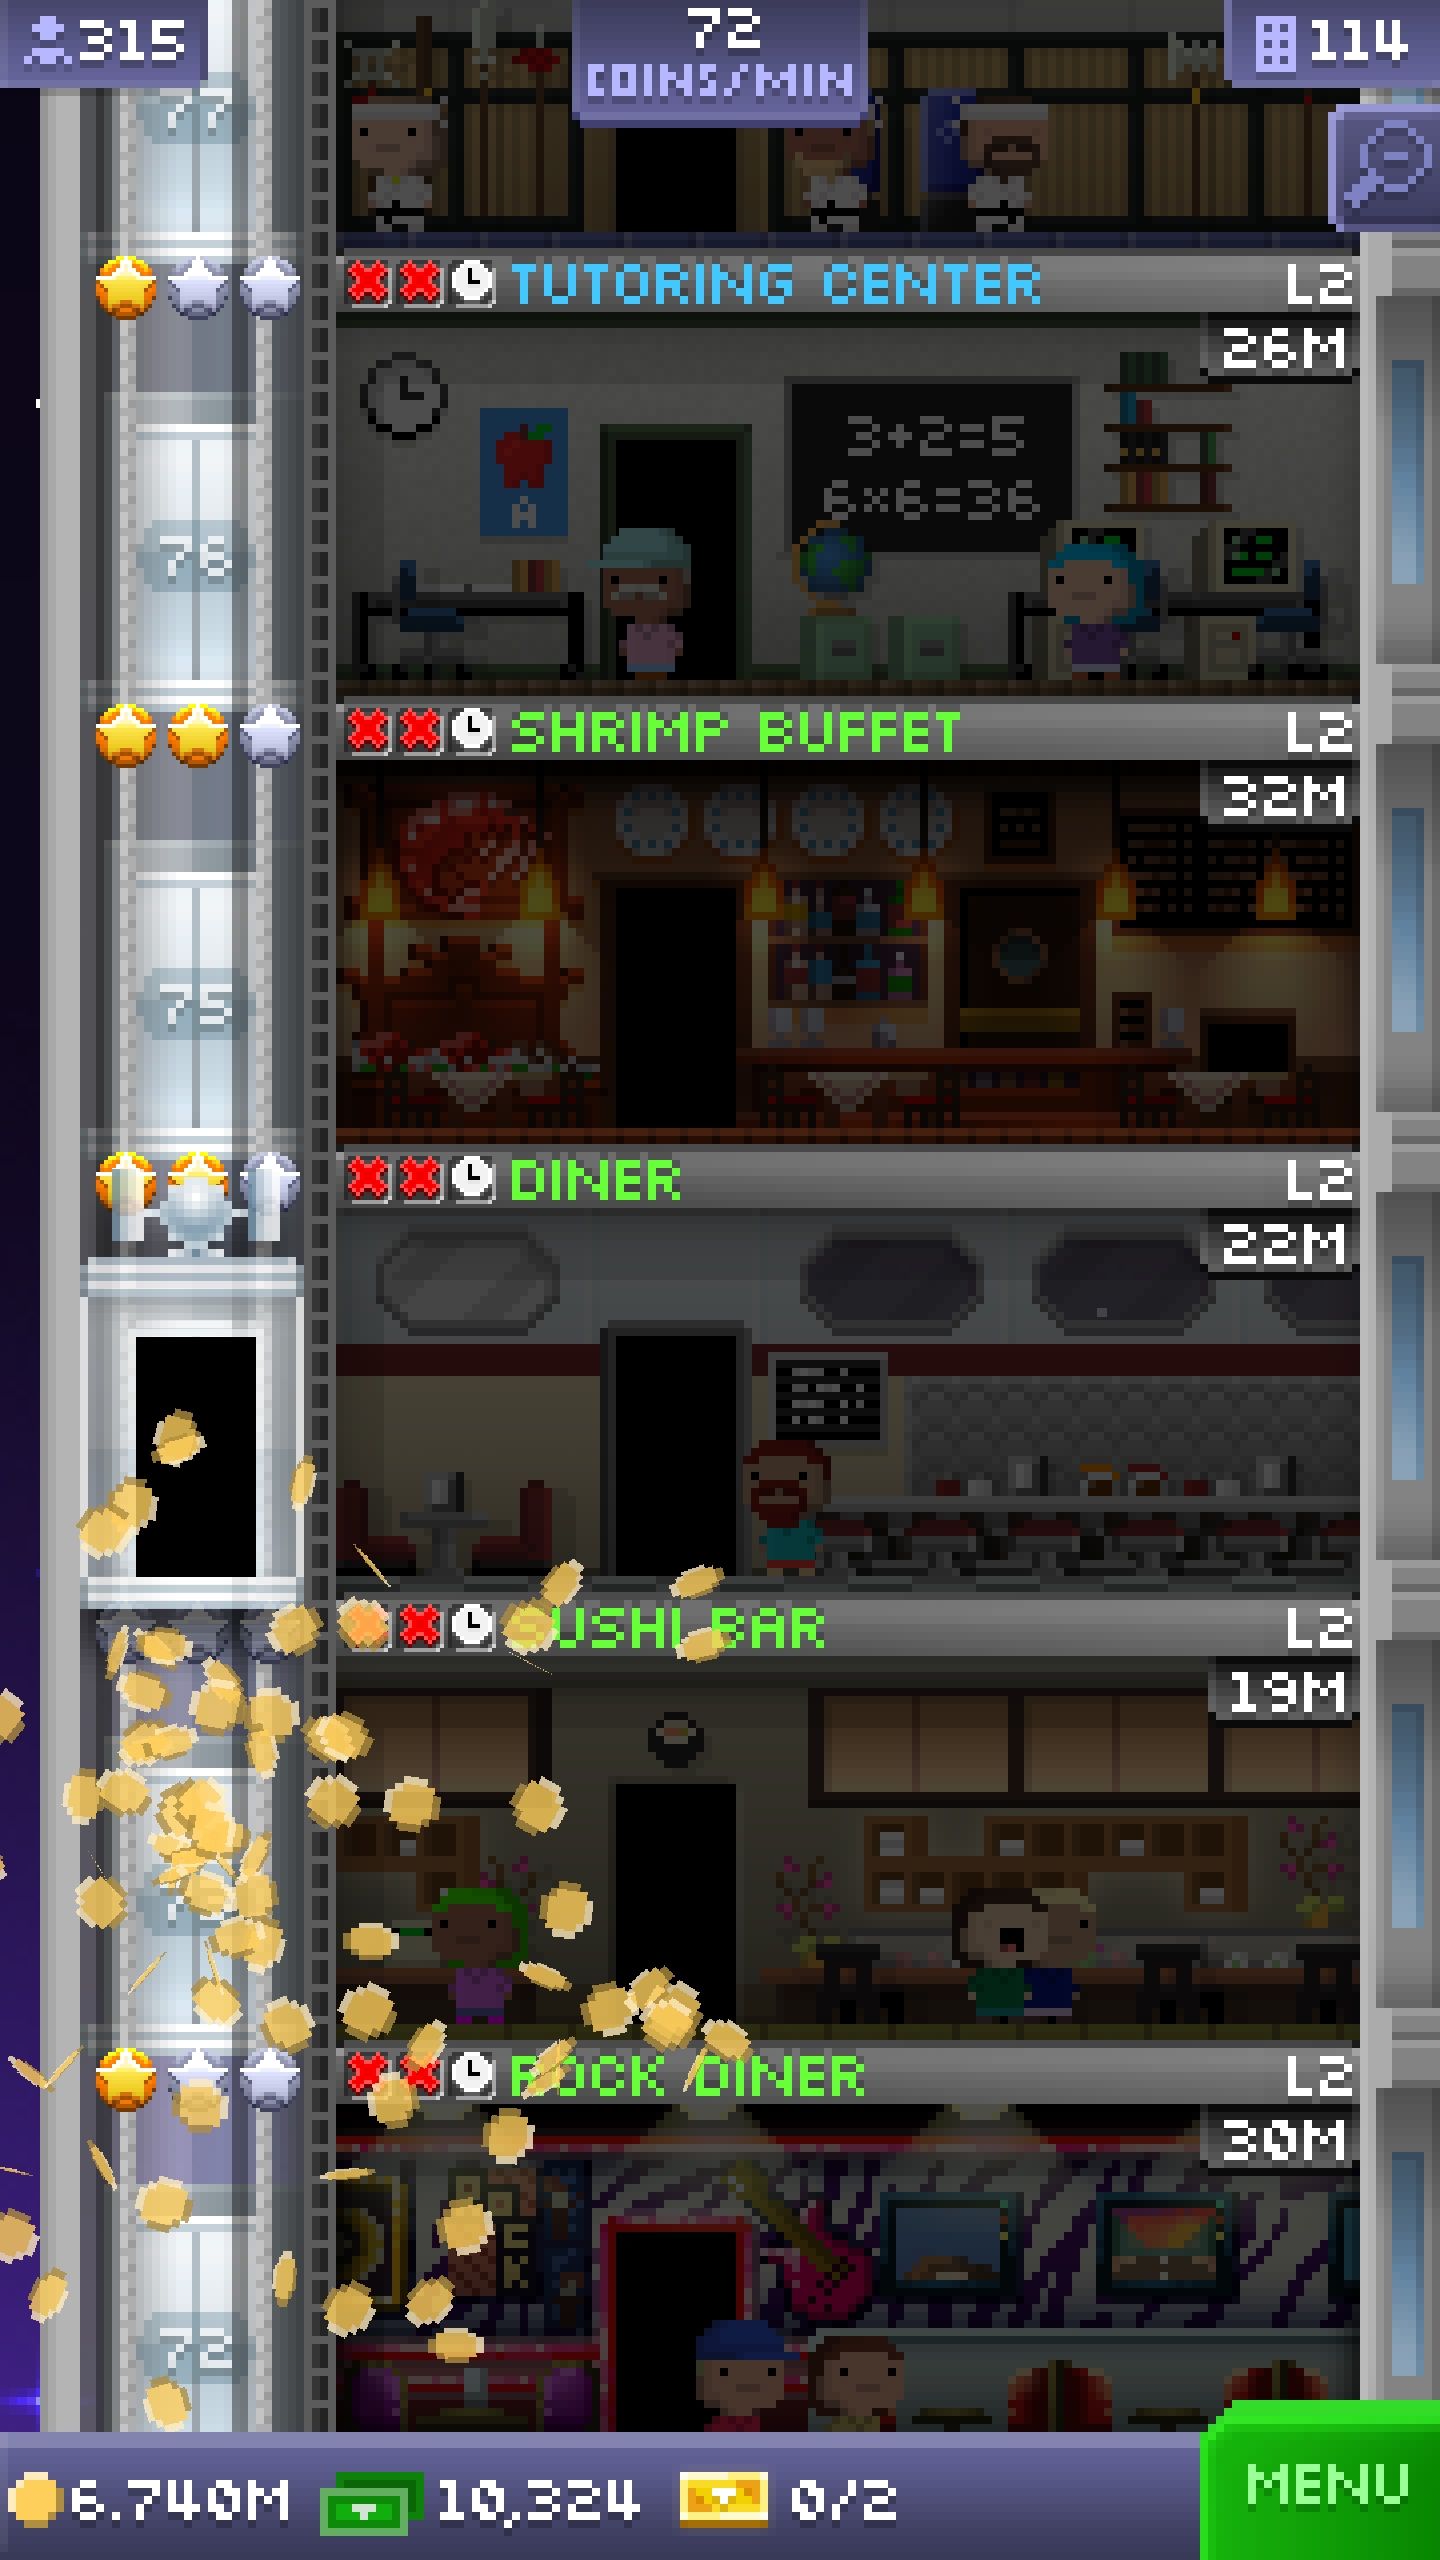 315
72
COINS/MIN
114
77
TUTORING CENTER L2
26M
3+2=5
6×6=36
A
76
SHRIMP BUFFET L2
32M
75
DINER L2
22M
SUSHI BAR L2
19M
ROCK DINER L2
30M
72
6.740M 10,324 0/2
MENU